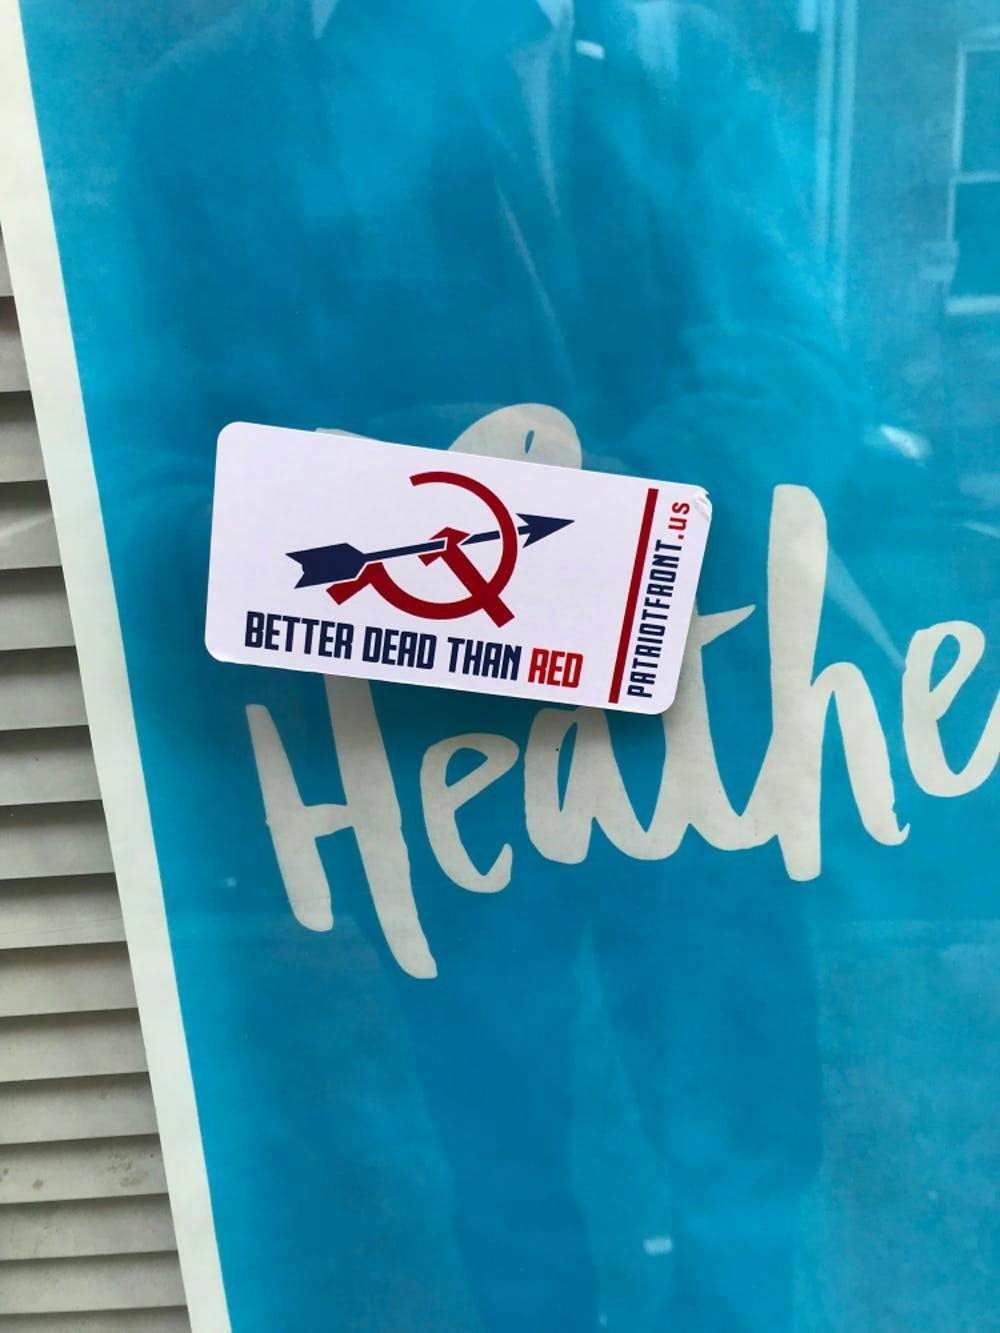 BETTER DEAD THAN RED
PATRIOTFRONT.us
Heathe